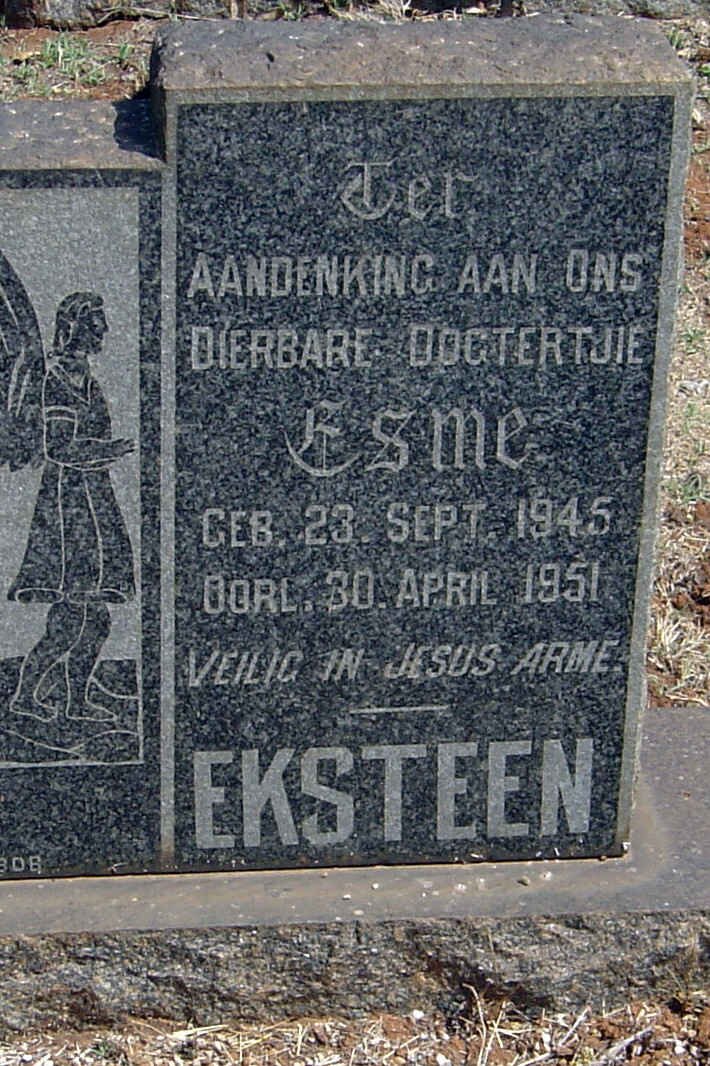 Ter
AANDENKING AAN ONS
DIERBARE DOGTERTJIE
Esme
GEB. 23. SEPT. 1945
OORL. 30. APRIL 1951
VEILIG IN JESUS ARME.
EKSTEEN